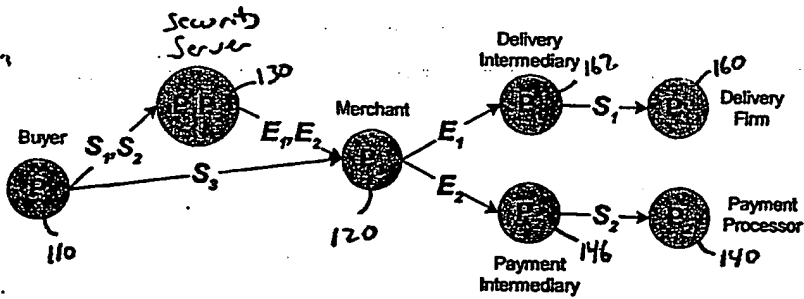 Security
Server
130
Buyer
S1, S2
110
E1, E2
S3
Merchant
P
120
E1
E2
Delivery
Intermediary
162
P
S1
160
P
Delivery
Firm
P
S2
146
Payment
Intermediary
P
140
Payment
Processor